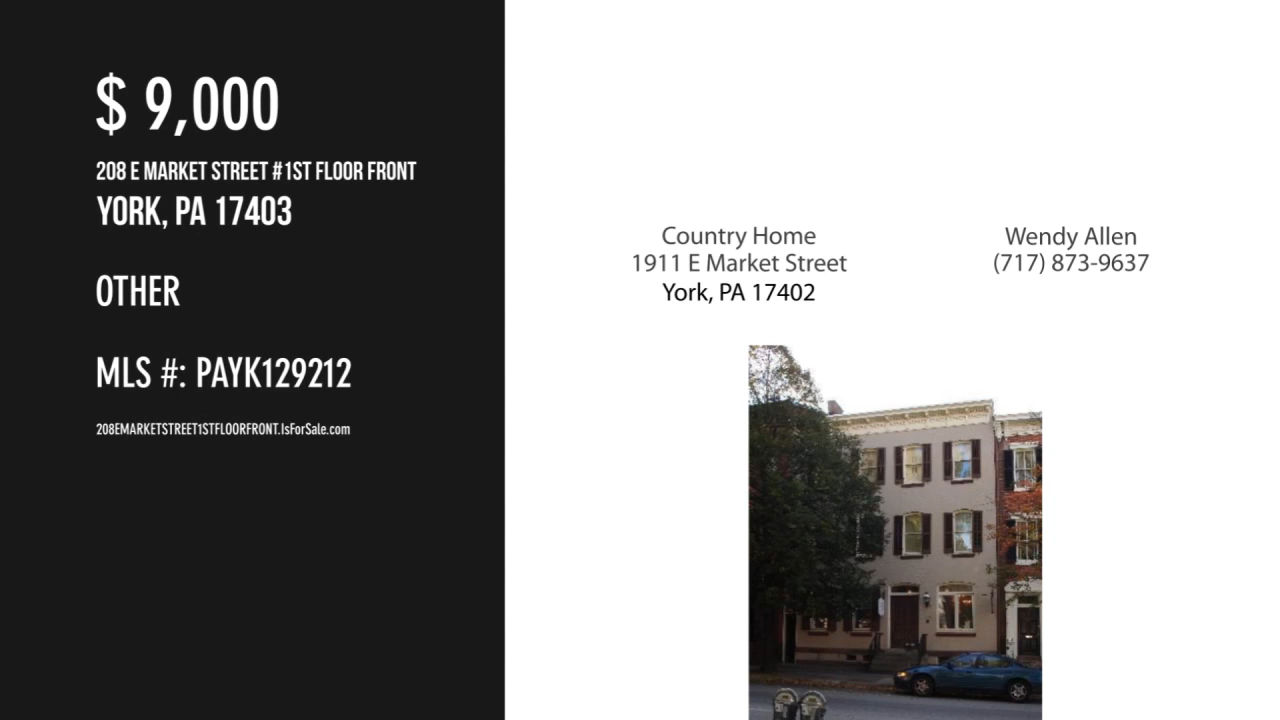 $ 9,000
208 E MARKET STREET #1ST FLOOR FRONT
YORK, PA 17403
OTHER
MLS #: PAYK129212
208EMARKETSTREET1STFLOORFRONT.IsForSale.com
Country Home
1911 E Market Street
York, PA 17402
Wendy Allen
(717) 873-9637